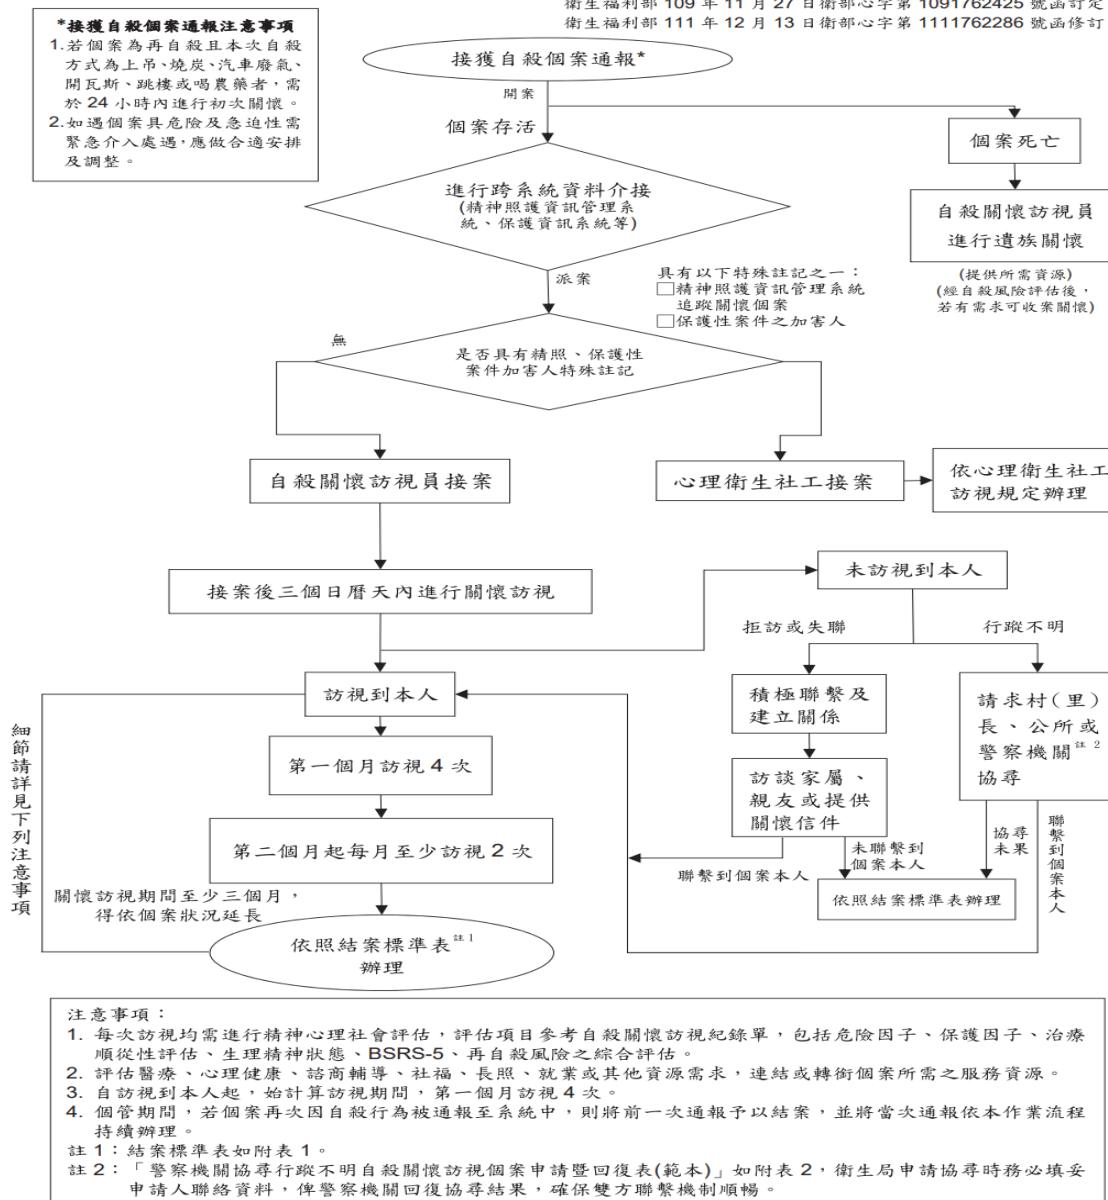 衛生福利部 109 年 11 月 27 日衛部心字第 1091762425 號函訂定
衛生福利部 111 年 12 月 13 日衛部心字第 1111762286 號函修訂
*接獲自殺個案通報注意事項
1.若個案為再自殺且本次自殺
方式為上吊、燒炭、汽車廢氣、
開瓦斯、跳樓或喝農藥者，需
於 24 小時內進行初次關懷。
2.如遇個案具危險及急迫性需
緊急介入處遇，應做合適安排
及調整。
接獲自殺個案通報*
開案
個案存活
個案死亡
進行跨系統資料介接
(精神照護資訊管理系
統、保護資訊系統等)
自殺關懷訪視員
進行遺族關懷
(提供所需資源)
(經自殺風險評估後，
若有需求可收案關懷)
派案
具有以下特殊註記之一：
□精神照護資訊管理系統
追蹤關懷個案
□保護性案件之加害人
無
是否具有精照、保護性
案件加害人特殊註記
自殺關懷訪視員接案
心理衛生社工接案
依心理衛生社工
訪視規定辦理
接案後三個日曆天內進行關懷訪視
未訪視到本人
拒訪或失聯
行蹤不明
訪視到本人
積極聯繫及
建立關係
請求村(里)
長、公所或
警察機關註 2
協尋
第一個月訪視 4 次
訪談家屬、
親友或提供
關懷信件
第二個月起每月至少訪視 2 次
聯繫到個案本人
未聯繫到
個案本人
協尋
未果
聯繫到個案本人
依照結案標準表辦理
細節請詳見下列注意事項
關懷訪視期間至少三個月，
得依個案狀況延長
依照結案標準表註 1
辦理
注意事項：
1. 每次訪視均需進行精神心理社會評估，評估項目參考自殺關懷訪視紀錄單，包括危險因子、保護因子、治療
順從性評估、生理精神狀態、BSRS-5、再自殺風險之綜合評估。
2. 評估醫療、心理健康、諮商輔導、社福、長照、就業或其他資源需求，連結或轉銜個案所需之服務資源。
3. 自訪視到本人起，始計算訪視期間，第一個月訪視 4 次。
4. 個管期間，若個案再次因自殺行為被通報至系統中，則將前一次通報予以結案，並將當次通報依本作業流程
持續辦理。
註 1：結案標準表如附表 1。
註 2：「警察機關協尋行蹤不明自殺關懷訪視個案申請暨回復表(範本)」如附表 2，衛生局申請協尋時務必填妥
申請人聯絡資料，俾警察機關回復協尋結果，確保雙方聯繫機制順暢。